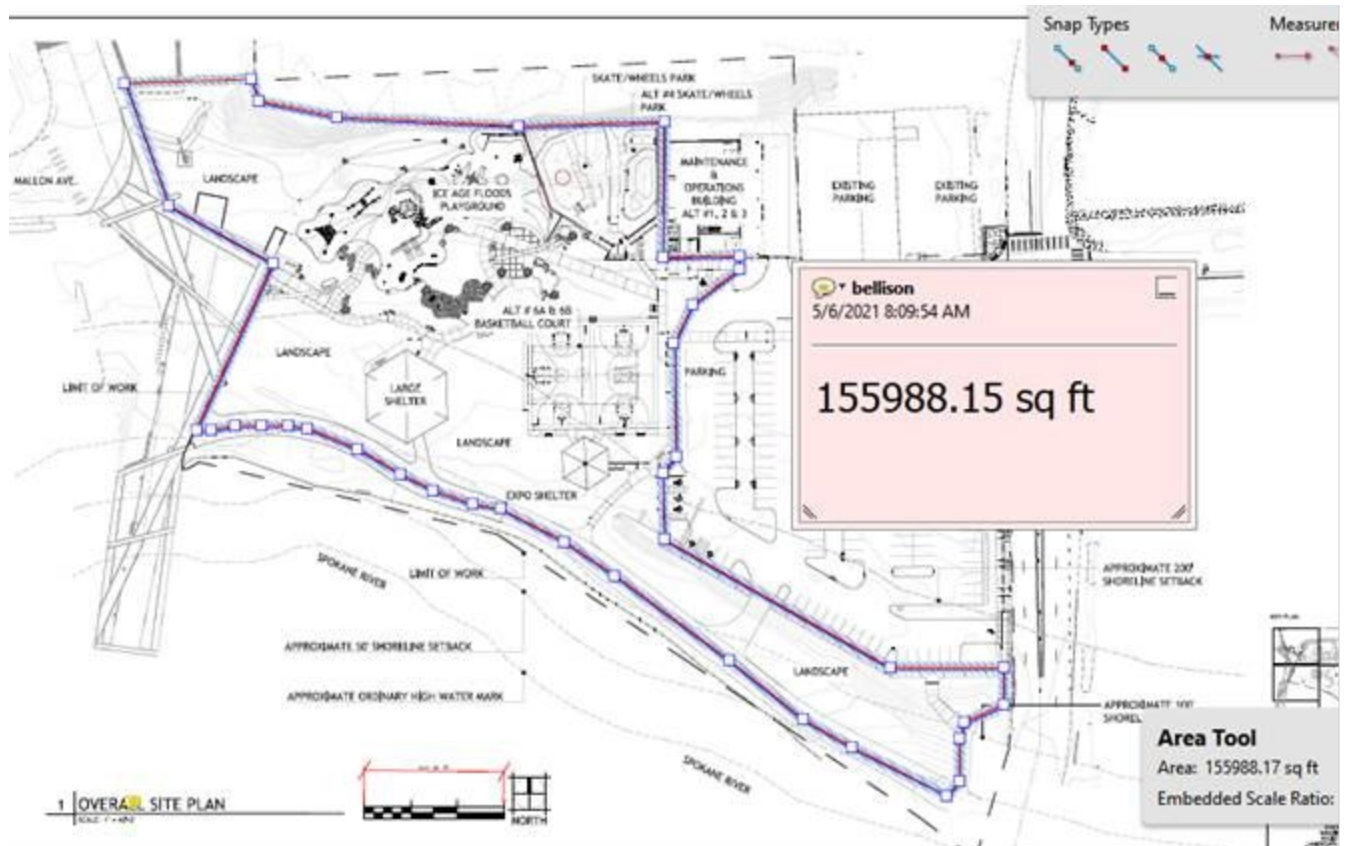 Snap Types
SKATE/WHEELS PARK
ALT #4 SKATE/WHEELS
PARK
MALLON AVE.
LANDSCAPE
ICE AGE FLOODS
PLAYGROUND
MAINTENANCE
&
OPERATIONS
BUILDING
ALT #1, 2 & 3
EXISTING
PARKING
EXISTING
PARKING
bellison
5/6/2021 8:09:54 AM
155988.15 sq ft
ALT # 6A & 6B
BASKETBALL COURT
LANDSCAPE
LIMIT OF WORK
LARGE
SHELTER
PARKING
LANDSCAPE
EXPO SHELTER
SPOKANE RIVER
LIMIT OF WORK
APPROXIMATE 200'
SHORELINE SETBACK
APPROXIMATE 50' SHORELINE SETBACK
LANDSCAPE
APPROXIMATE ORDINARY HIGH WATER MARK
APPROXIMATE 100'
SHOREL
Area Tool
Area: 155988.17 sq ft
Embedded Scale Ratio:
SPOKANE RIVER
1 OVERALL SITE PLAN
NORTH